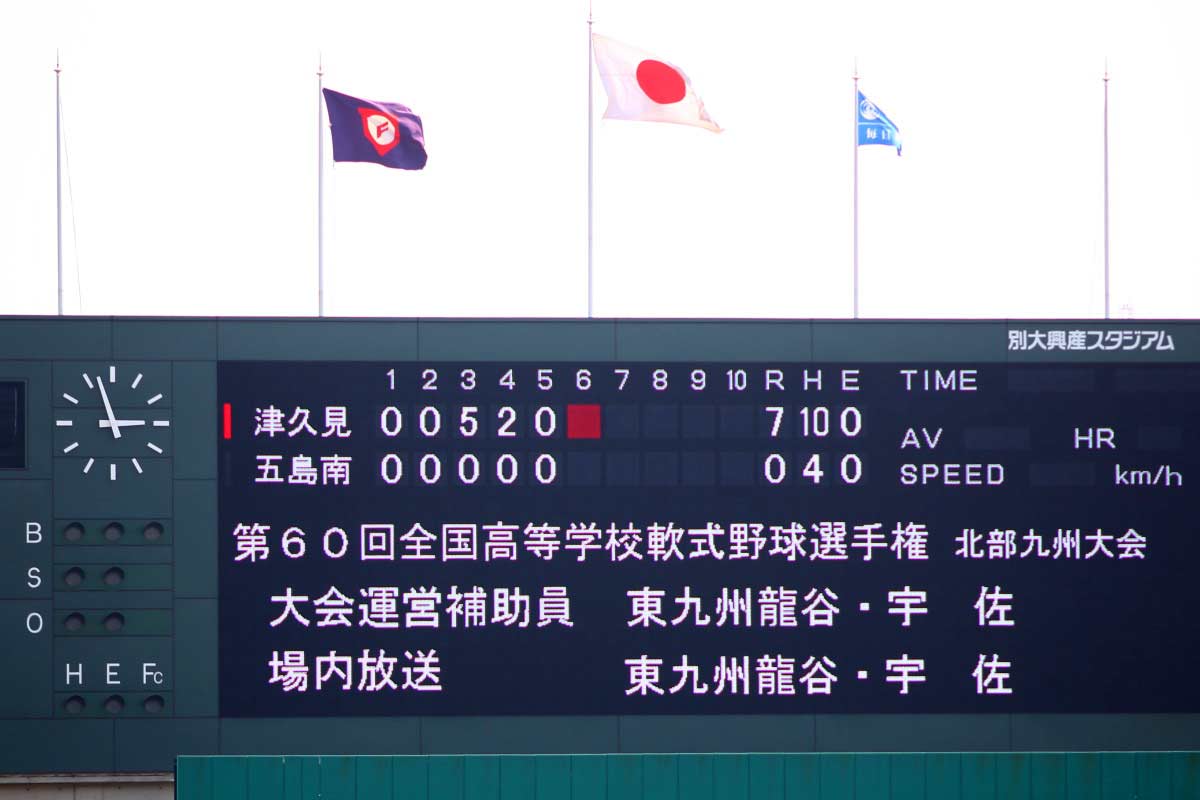 F
毎日
別大興産スタジアム
1 2 3 4 5 6 7 8 9 10 R H E TIME
津久見 0 0 5 2 0 7 10 0
AV HR
五島南 0 0 0 0 0 0 4 0
SPEED km/h
第60回全国高等学校軟式野球選手権 北部九州大会
大会運営補助員 東九州龍谷・宇 佐
場内放送 東九州龍谷・宇 佐
B
S
O
H E Fc